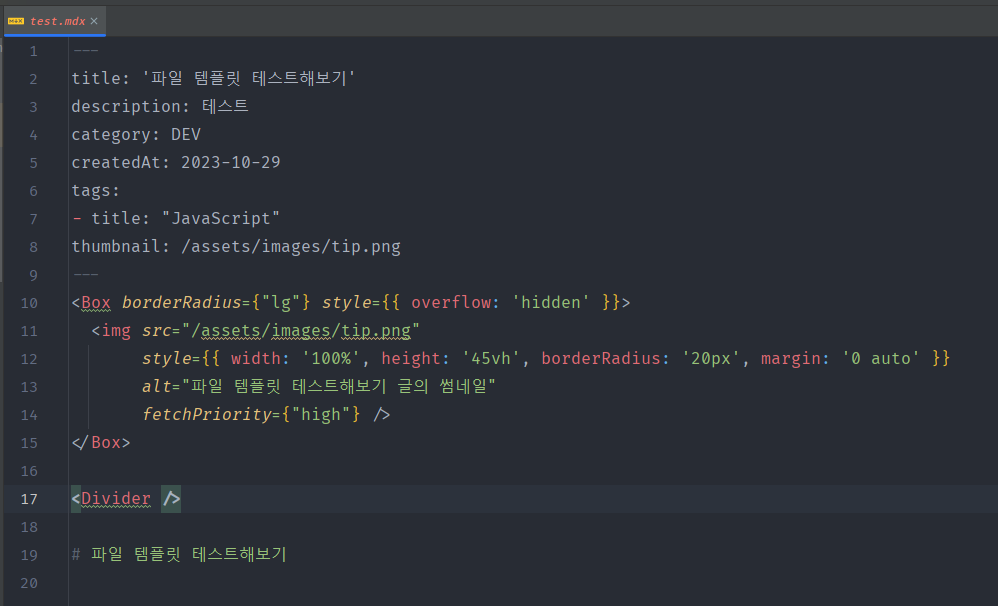 MDX test.mdx ×
1 ---
2 title: '파일 템플릿 테스트해보기'
3 description: 테스트
4 category: DEV
5 createdAt: 2023-10-29
6 tags:
7 - title: "JavaScript"
8 thumbnail: /assets/images/tip.png
9 ---
10 <Box borderRadius={"lg"} style={{ overflow: 'hidden' }}>
11 <img src="/assets/images/tip.png"
12 style={{ width: '100%', height: '45vh', borderRadius: '20px', margin: '0 auto' }}
13 alt="파일 템플릿 테스트해보기 글의 썸네일"
14 fetchPriority={"high"} />
15 </Box>
16
17 <Divider />
18
19 # 파일 템플릿 테스트해보기
20